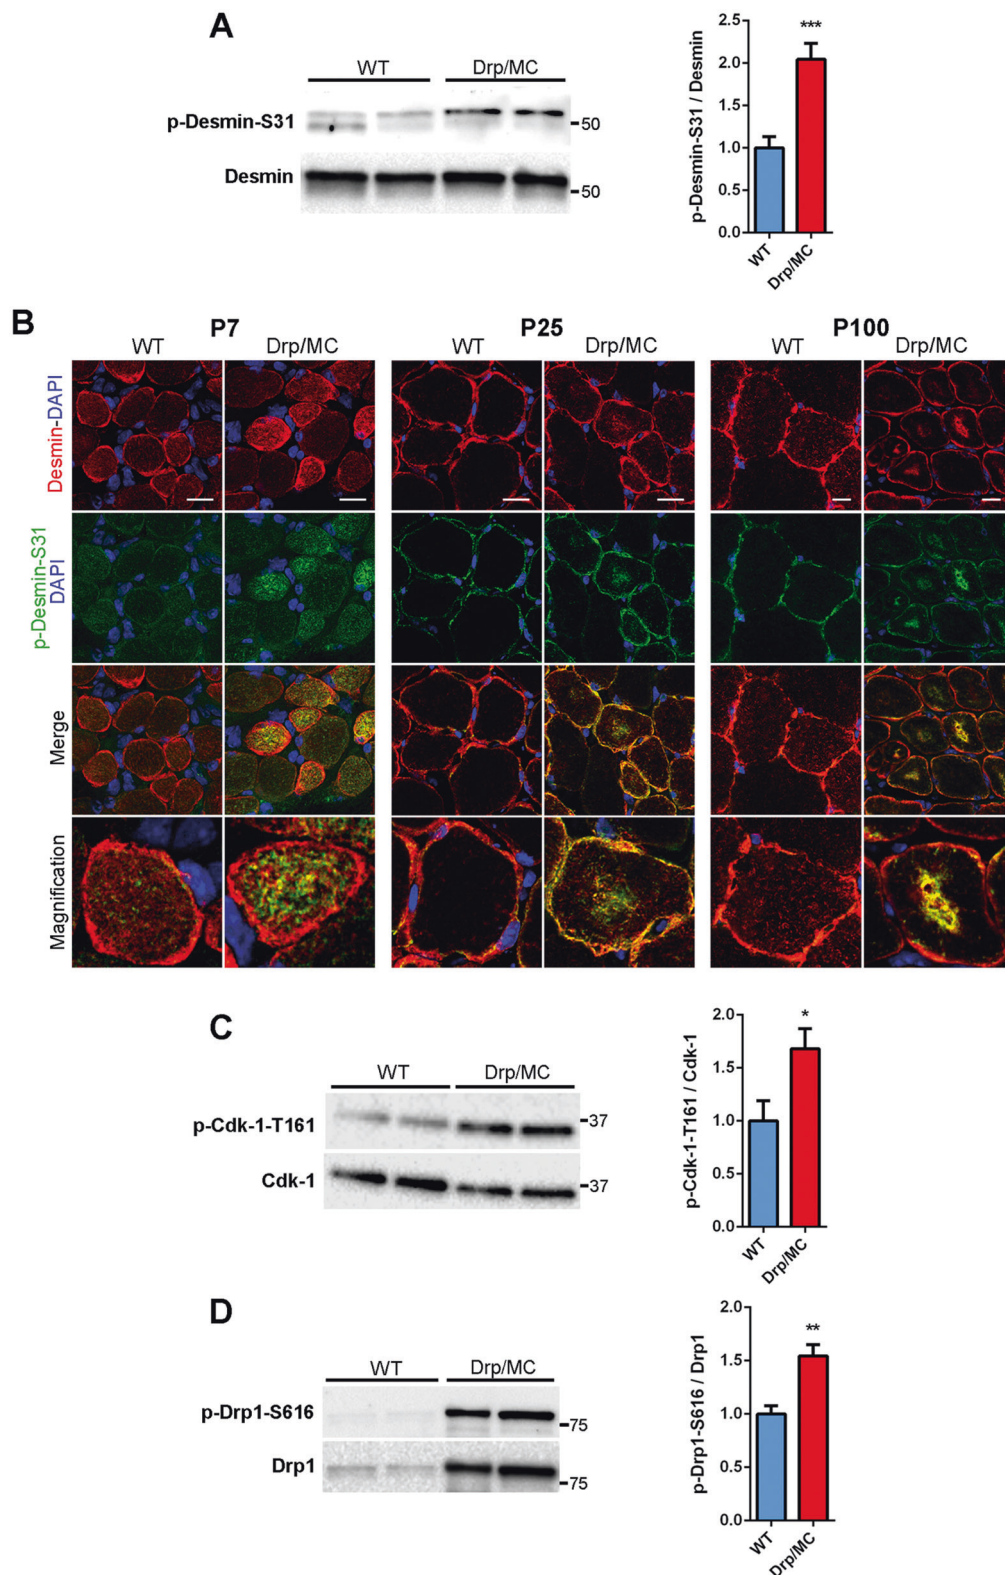 A
WT
Drp/MC
p-Desmin-S31
50
Desmin
50
p-Desmin-S31 / Desmin
2.5
2.0
1.5
1.0
0.5
0.0
***
WT
Drp/MC
B
P7
P25
P100
WT
Drp/MC
WT
Drp/MC
WT
Drp/MC
Desmin-DAPI
p-Desmin-S31
DAPI
Merge
Magnification
C
WT
Drp/MC
p-Cdk-1-T161
37
Cdk-1
37
p-Cdk-1-T161 / Cdk-1
2.0
1.5
1.0
0.5
0.0
*
WT
Drp/MC
D
WT
Drp/MC
p-Drp1-S616
75
Drp1
75
p-Drp1-S616 / Drp1
2.0
1.5
1.0
0.5
0.0
**
WT
Drp/MC